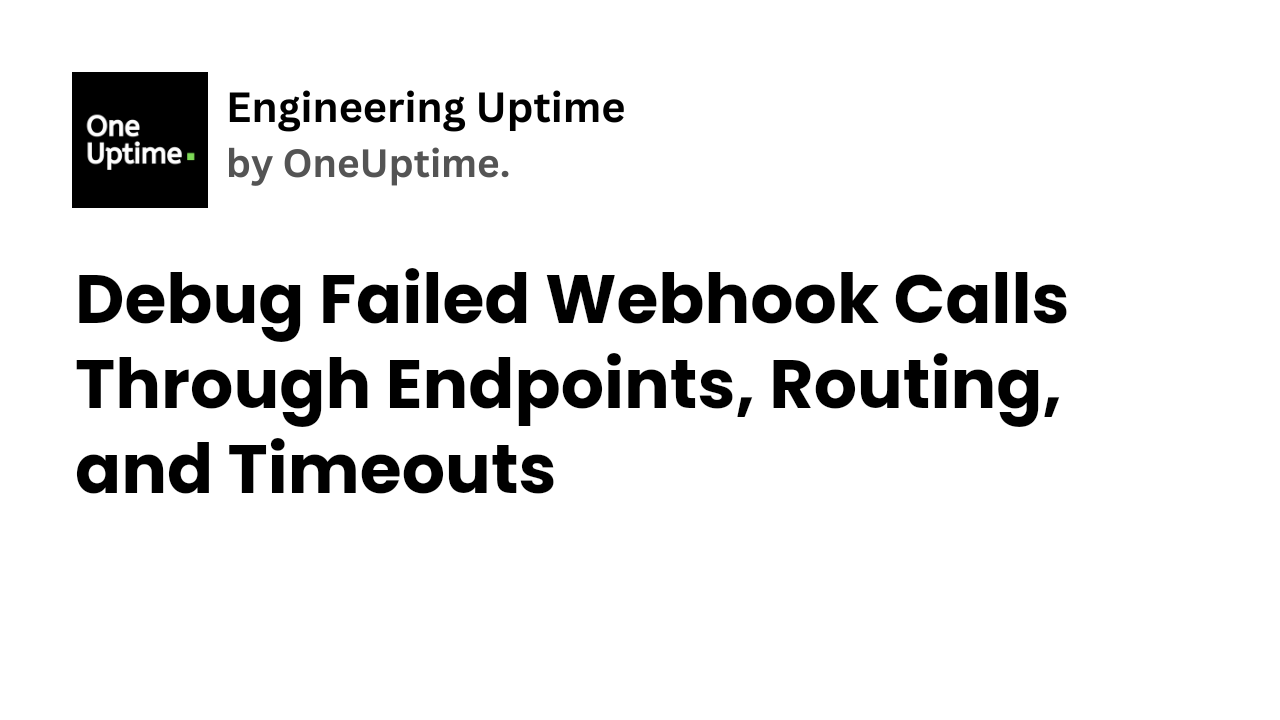 One
Uptime
Engineering Uptime
by OneUptime.
Debug Failed Webhook Calls
Through Endpoints, Routing,
and Timeouts